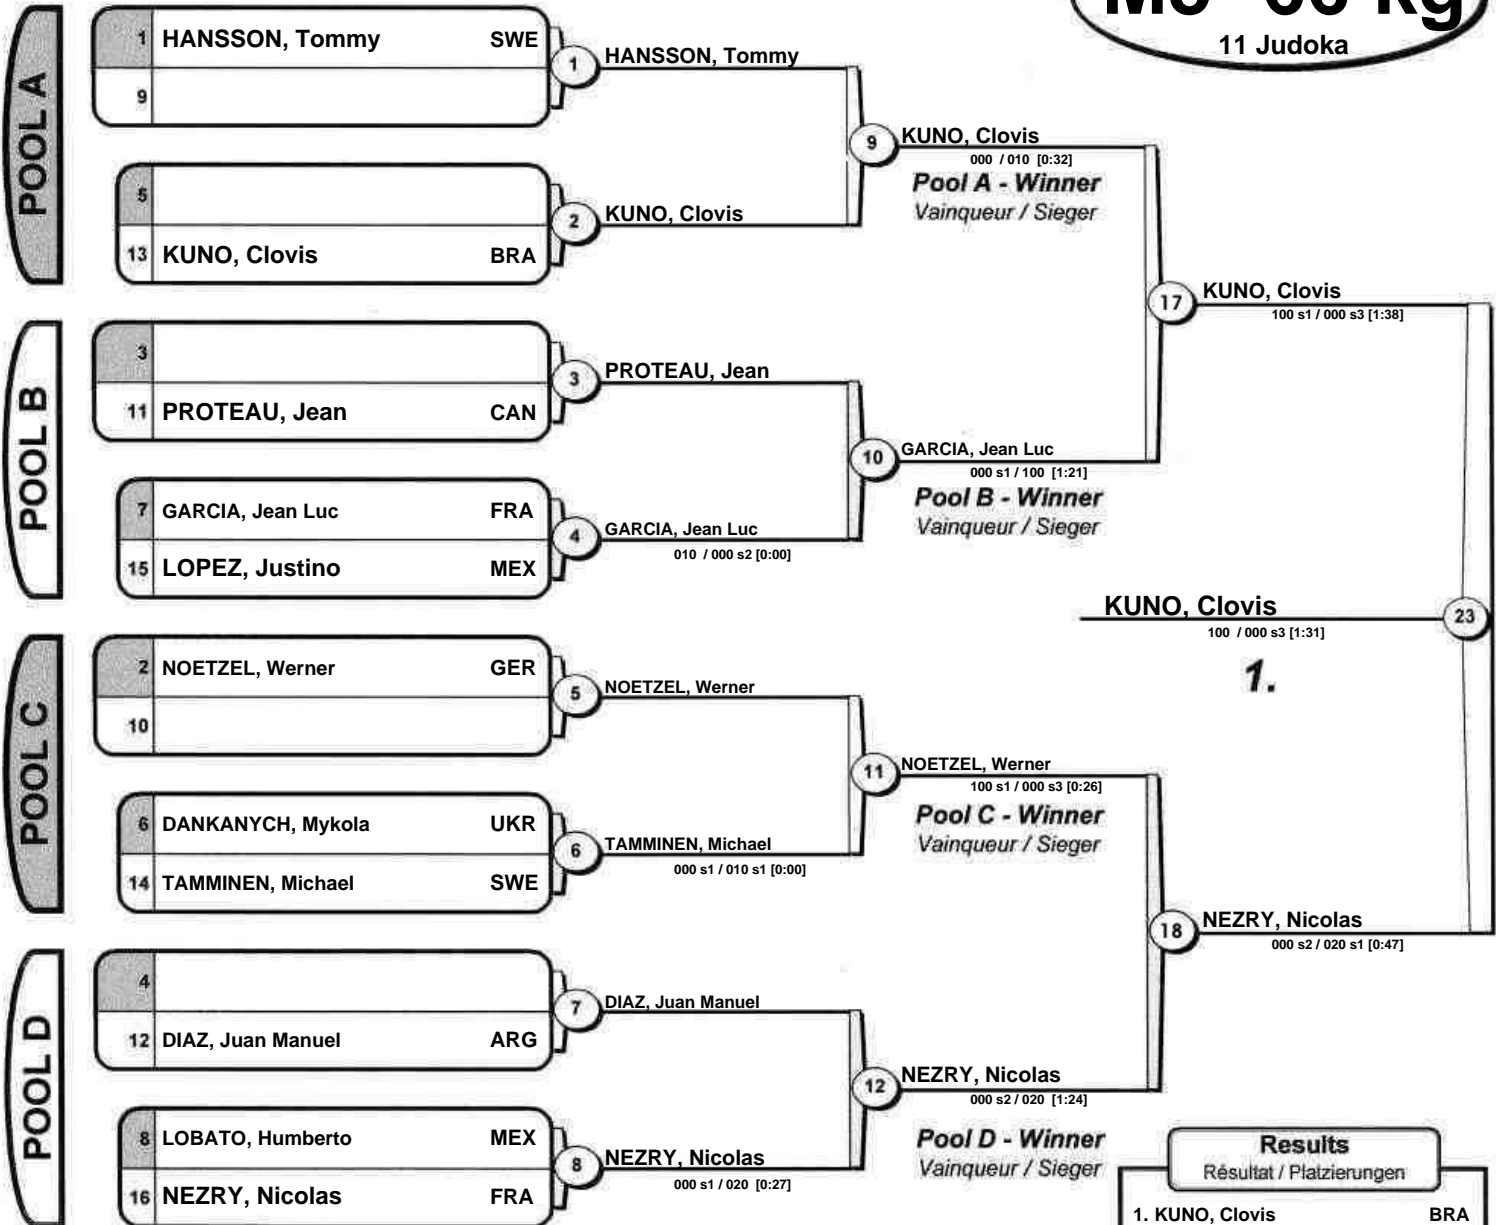 M5 -66 kg
11 Judoka
POOL A
1 HANSSON, Tommy SWE
9
1 HANSSON, Tommy
5
13 KUNO, Clovis BRA
2 KUNO, Clovis
9 KUNO, Clovis
000 / 010 [0:32]
Pool A - Winner
Vainqueur / Sieger
POOL B
3
11 PROTEAU, Jean CAN
3 PROTEAU, Jean
7 GARCIA, Jean Luc FRA
15 LOPEZ, Justino MEX
4 GARCIA, Jean Luc
010 / 000 s2 [0:00]
10 GARCIA, Jean Luc
000 s1 / 100 [1:21]
Pool B - Winner
Vainqueur / Sieger
17 KUNO, Clovis
100 s1 / 000 s3 [1:38]
KUNO, Clovis 23
100 / 000 s3 [1:31]
1.
POOL C
2 NOETZEL, Werner GER
10
5 NOETZEL, Werner
6 DANKANYCH, Mykola UKR
14 TAMMINEN, Michael SWE
6 TAMMINEN, Michael
000 s1 / 010 s1 [0:00]
11 NOETZEL, Werner
100 s1 / 000 s3 [0:26]
Pool C - Winner
Vainqueur / Sieger
18 NEZRY, Nicolas
000 s2 / 020 s1 [0:47]
POOL D
4
12 DIAZ, Juan Manuel ARG
7 DIAZ, Juan Manuel
8 LOBATO, Humberto MEX
16 NEZRY, Nicolas FRA
8 NEZRY, Nicolas
000 s1 / 020 [0:27]
12 NEZRY, Nicolas
000 s2 / 020 [1:24]
Pool D - Winner
Vainqueur / Sieger
Results
Résultat / Platzierungen
1. KUNO, Clovis BRA